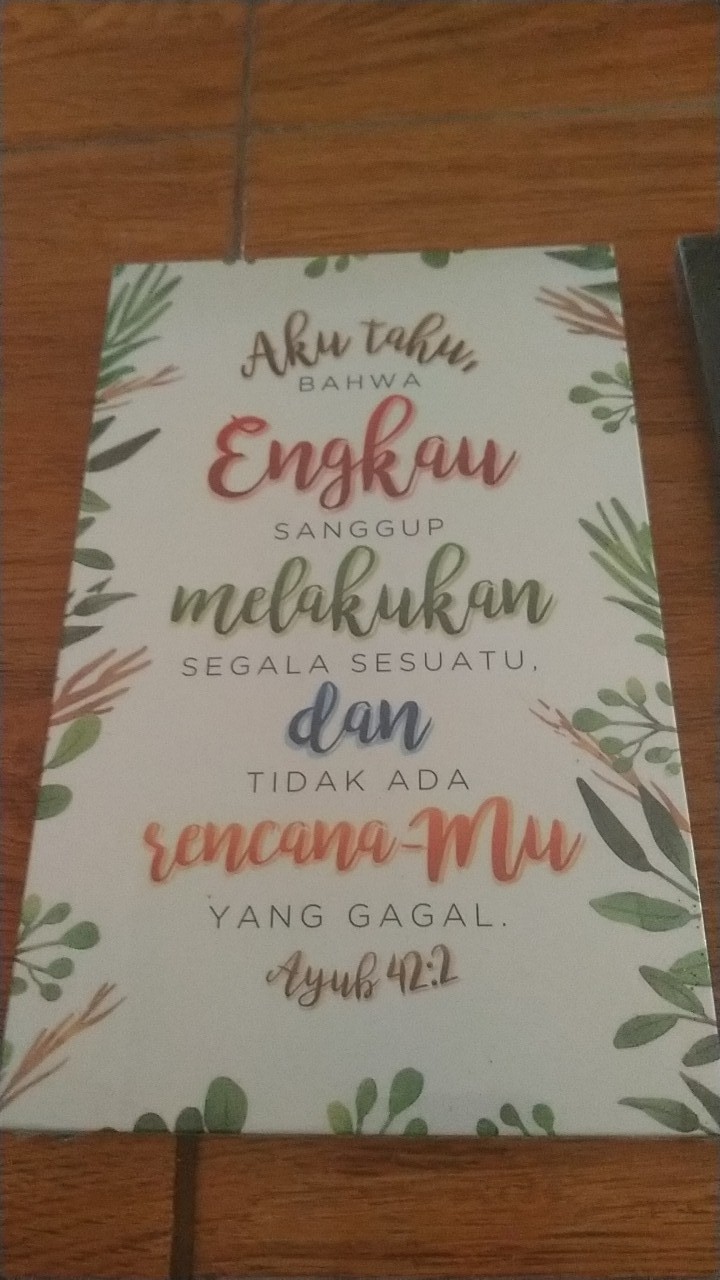 Aku tahu,
BAHWA
Engkau
SANGGUP
melakukan
SEGALA SESUATU,
dan
TIDAK ADA
rencana-Mu
YANG GAGAL.
Ayub 42:2